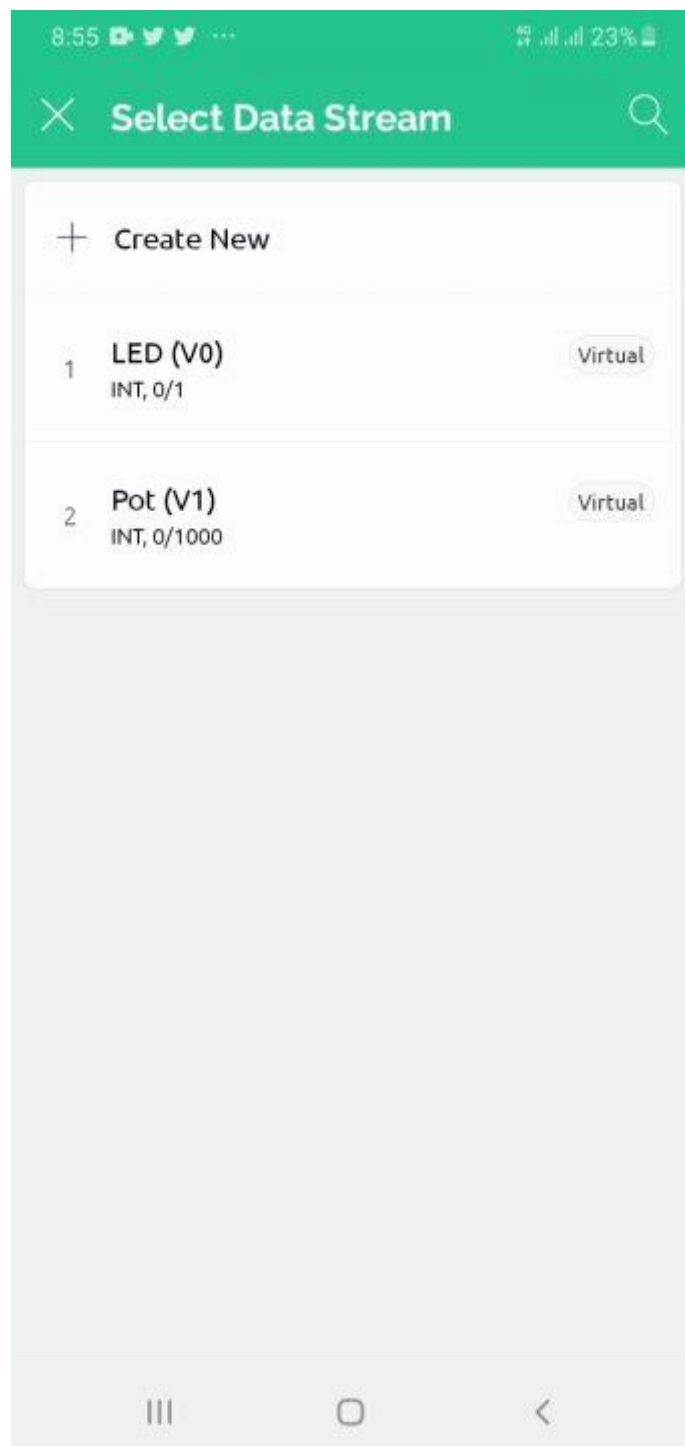 8:55 ... 23%
Select Data Stream
Create New
1 LED (V0) Virtual
INT, 0/1
2 Pot (V1) Virtual
INT, 0/1000